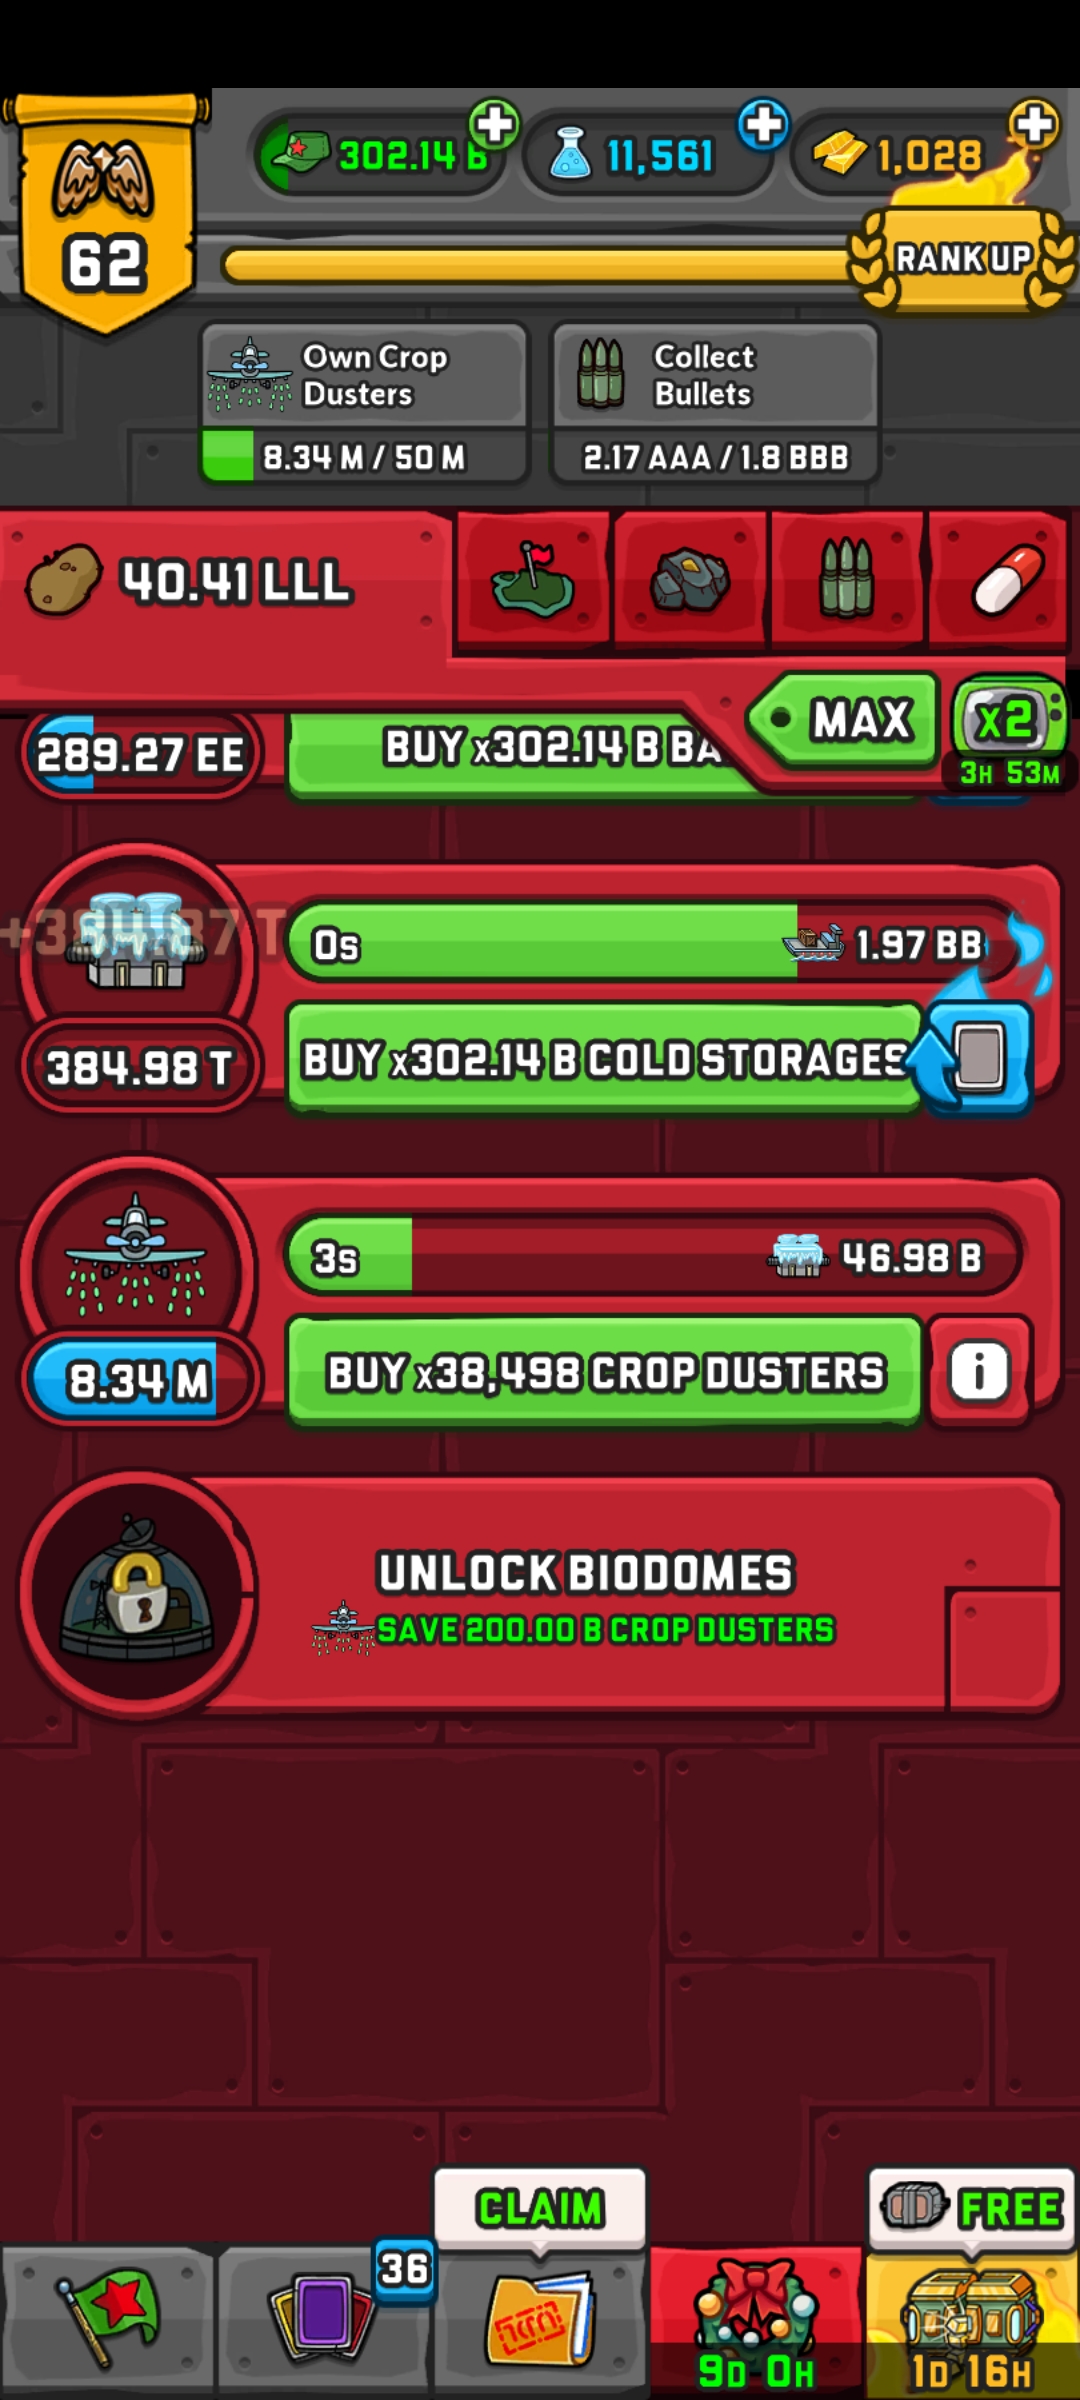 302.14 B
11,561
1,028
62
RANK UP
Own Crop
Dusters
8.34 M / 50 M
Collect
Bullets
2.17 AAA / 1.8 BBB
40.41 LLL
MAX
x2
3H 53M
289.27 EE
BUY x302.14 B BA
+384.87 T
0s
1.97 BB
384.98 T
BUY x302.14 B COLD STORAGES
3s
46.98 B
8.34 M
BUY x38,498 CROP DUSTERS
i
UNLOCK BIODOMES
SAVE 200.00 B CROP DUSTERS
CLAIM
FREE
36
9D 0H
1D 16H